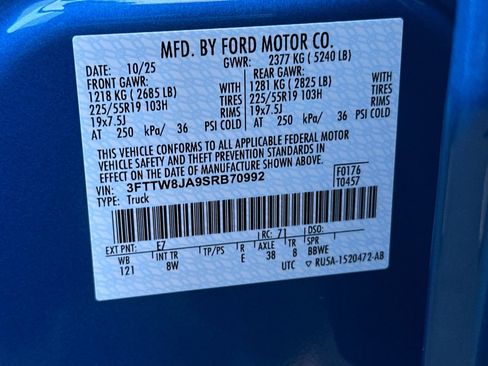 MFD. BY FORD MOTOR CO.
DATE: 10/25 GVWR: 2377 KG ( 5240 LB)
FRONT GAWR: REAR GAWR:
1218 KG ( 2685 LB) WITH 1281 KG ( 2825 LB) WITH
225/55R19 103H TIRES 225/55R19 103H TIRES
19x7.5J RIMS 19x7.5J RIMS
AT 250 kPa/ 36 PSI COLD AT 250 kPa/ 36 PSI COLD
THIS VEHICLE CONFORMS TO ALL APPLICABLE FEDERAL MOTOR
VEHICLE SAFETY AND THEFT PREVENTION STANDARDS IN
EFFECT ON THE DATE OF MANUFACTURE SHOWN ABOVE.
VIN: 3FTTW8JA9SRB70992 F0176
TYPE: Truck T0457
EXT PNT: E7 RC: 71 DSO:
WB INT TR TP/PS R AXLE TR SPR
121 8W E 38 8 BBWE
UTC ▽ RU5A-1520472-AB